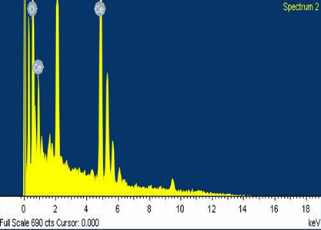 Spectrum 2
O
Ce
Ce
0 2 4 6 8 10 12 14 16 18
Full Scale 690 cts Cursor: 0.000 keV